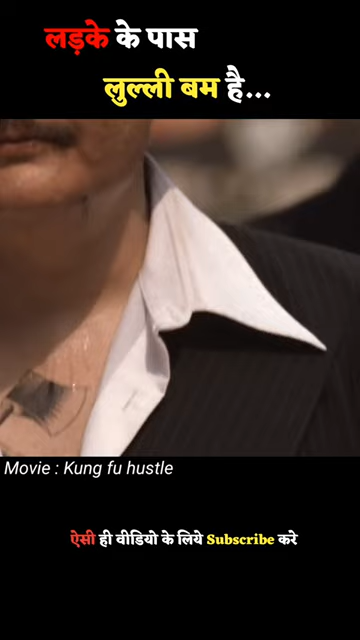 लड़के के पास
लुल्ली बम है...
Movie : Kung fu hustle
ऐसी ही वीडियो के लिये Subscribe करे